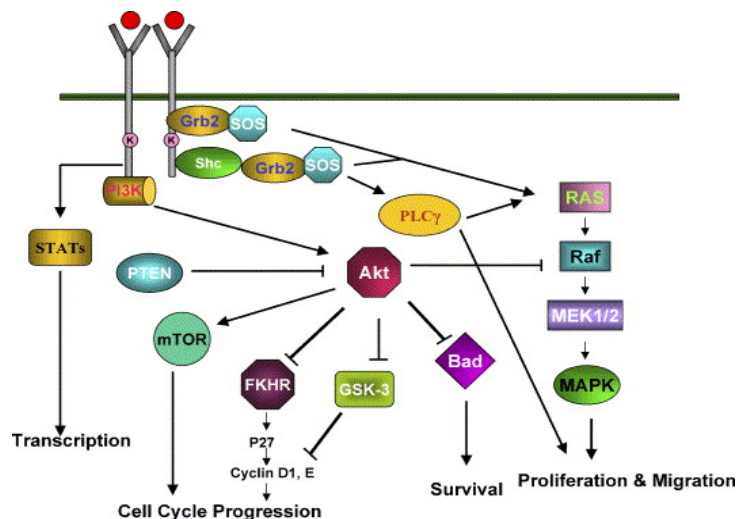 Grb2
SOS
K
K
Shc
Grb2
SOS
PI3K
PLCγ
RAS
STATs
PTEN
Akt
Raf
mTOR
MEK1/2
Bad
FKHR
GSK-3
MAPK
P27
Transcription
Cyclin D1, E
Survival
Proliferation & Migration
Cell Cycle Progression